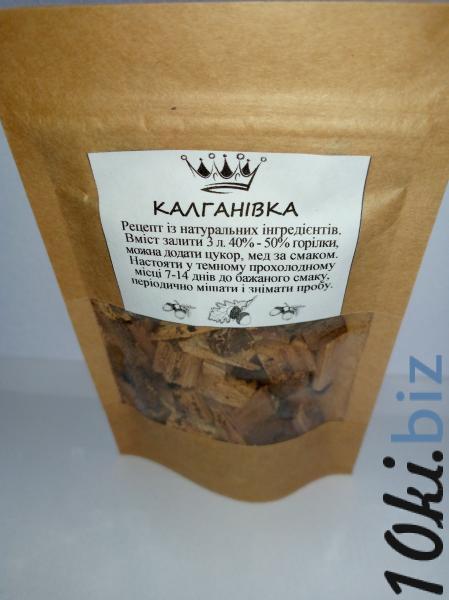 КАЛГАНІВКА
Рецепт із натуральних інгредієнтів.
Вміст залити 3 л. 40% - 50% горілки,
можна додати цукор, мед за смаком.
Настояти у темному прохолодному
місці 7-14 днів до бажаного смаку,
періодично мішати і знімати пробу.
10ki.biz